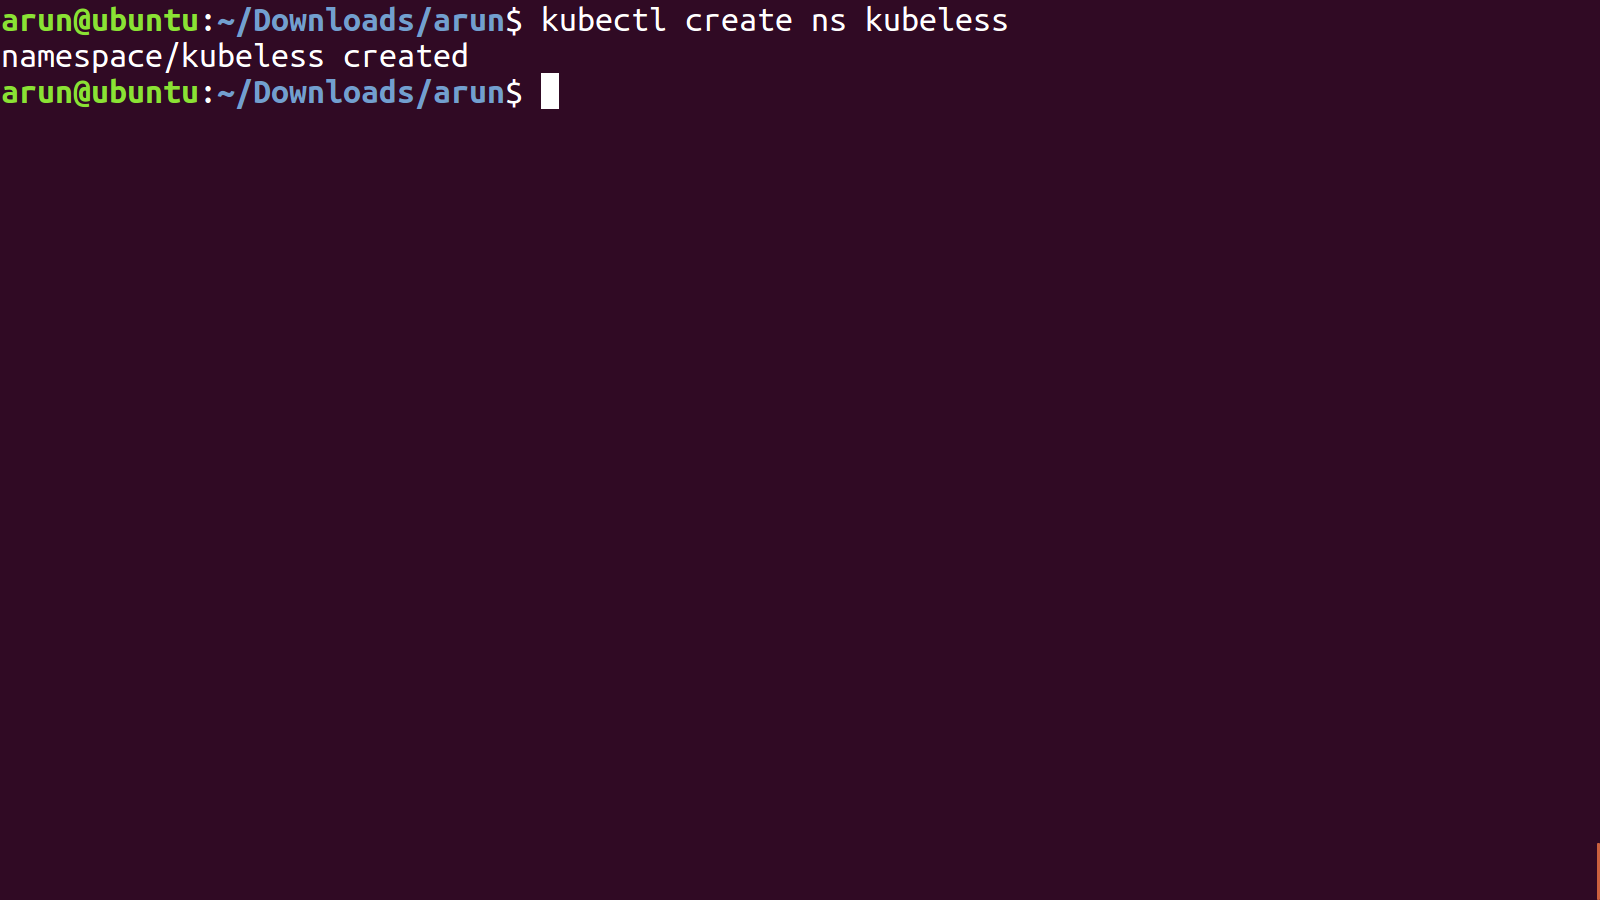 arun@ubuntu:~/Downloads/arun$ kubectl create ns kubeless
namespace/kubeless created
arun@ubuntu:~/Downloads/arun$